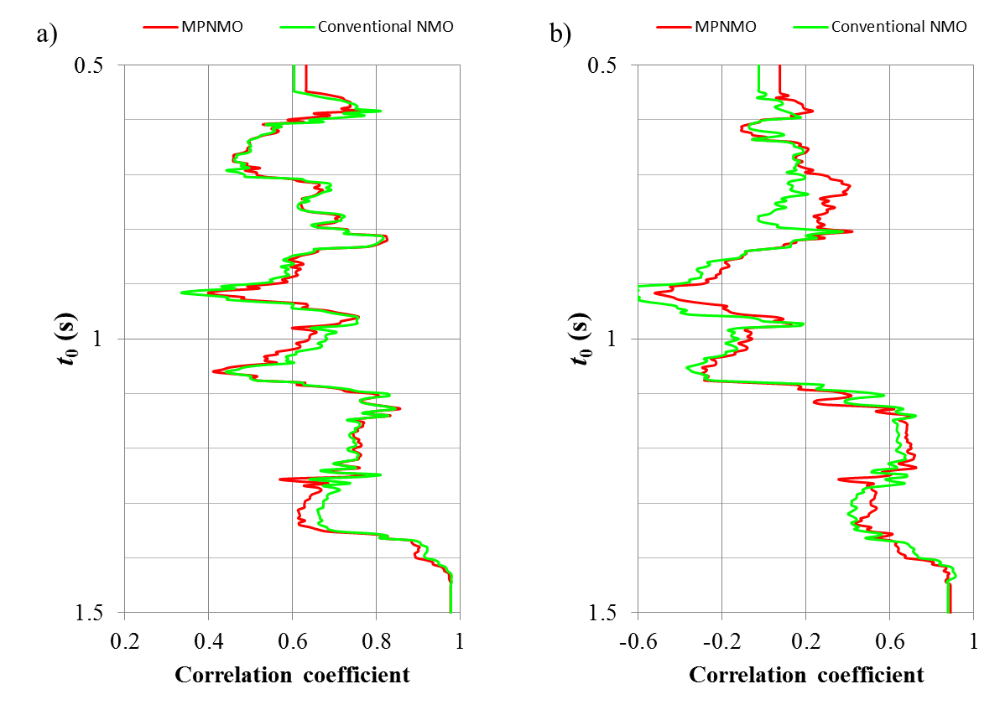 a)
MPNMO
Conventional NMO
0.5
1
1.5
t0 (s)
0.2 0.4 0.6 0.8 1
Correlation coefficient
b)
MPNMO
Conventional NMO
0.5
1
1.5
t0 (s)
-0.6 -0.2 0.2 0.6 1
Correlation coefficient